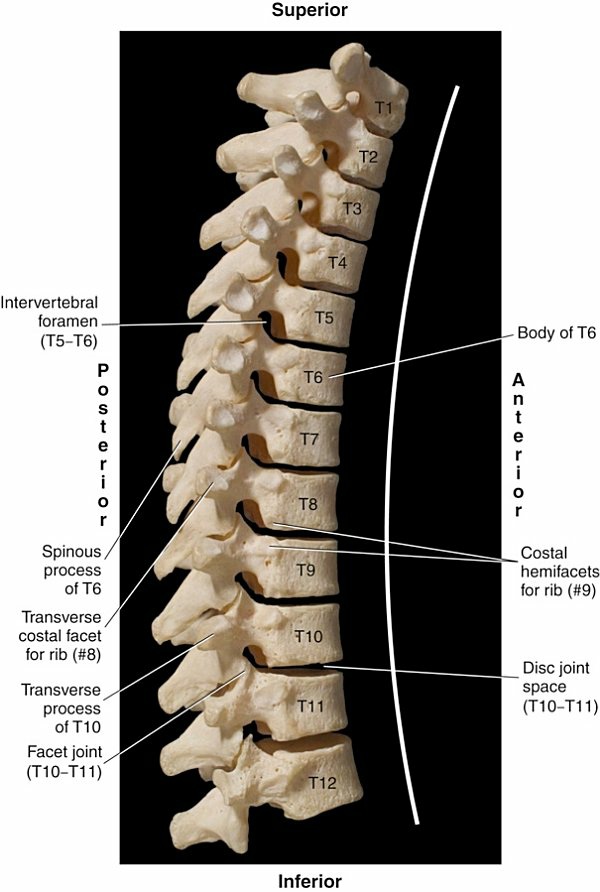 Superior
T1
T2
T3
T4
Intervertebral
foramen
(T5–T6)
T5
Body of T6
T6
Posterior
Anterior
T7
T8
Spinous
process
of T6
Costal
hemifacets
for rib (#9)
T9
Transverse
costal facet
for rib (#8)
T10
Disc joint
space
(T10–T11)
Transverse
process
of T10
T11
Facet joint
(T10–T11)
T12
Inferior